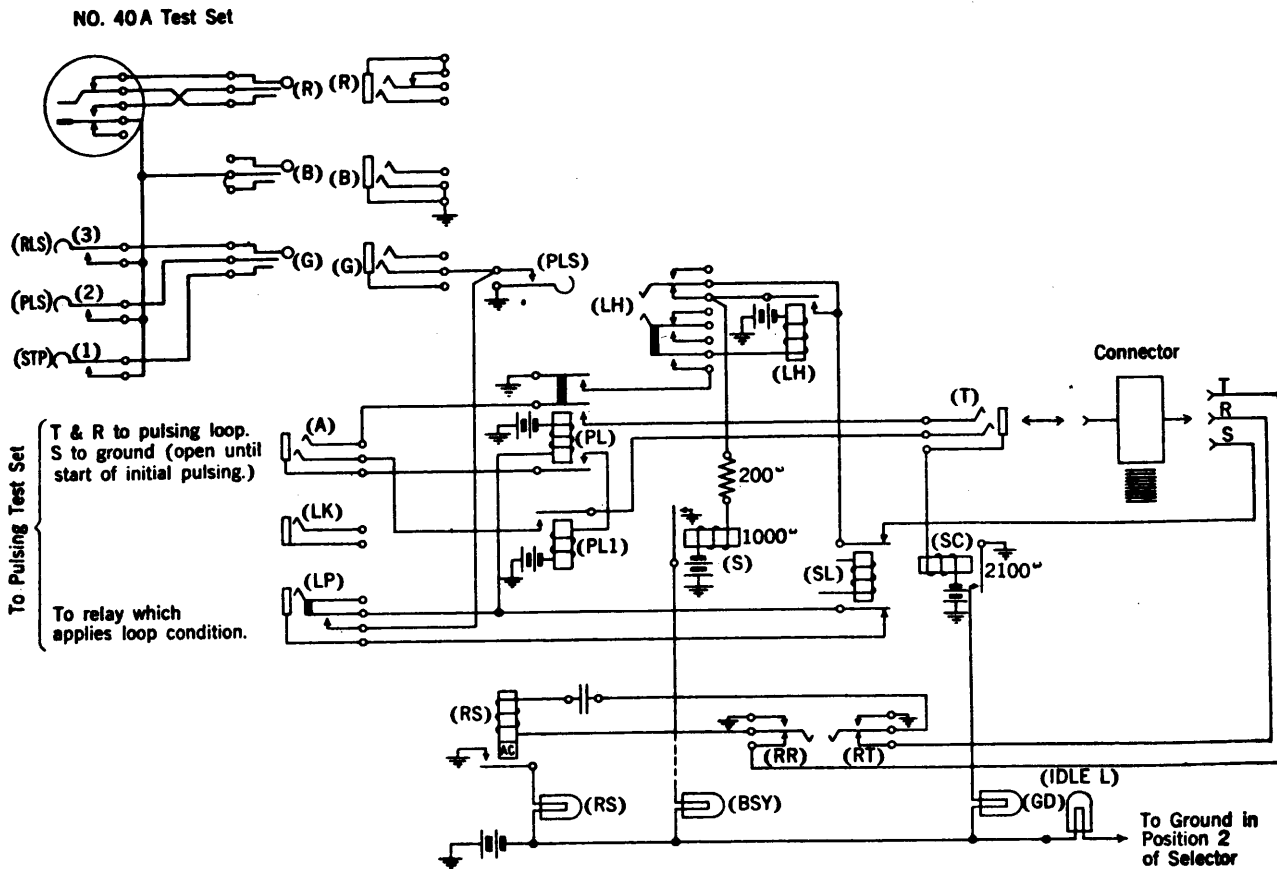 NO. 40A Test Set
(R) (R)
(B) (B)
(RLS) (3)
(G) (G)
(PLS)
(PLS) (2)
(LH)
(STP) (1)
(LH)
Connector
(T)
T
R
S
To Pulsing Test Set
T & R to pulsing loop.
S to ground (open until
start of initial pulsing.)
(A)
(PL)
200ω
(LK)
(PL1)
1000ω
(S)
(SL)
(SC)
2100ω
(LP)
To relay which
applies loop condition.
(RS)
AC
(RR)
(RT)
(RS)
(BSY)
(GD)
(IDLE L)
To Ground in
Position 2
of Selector